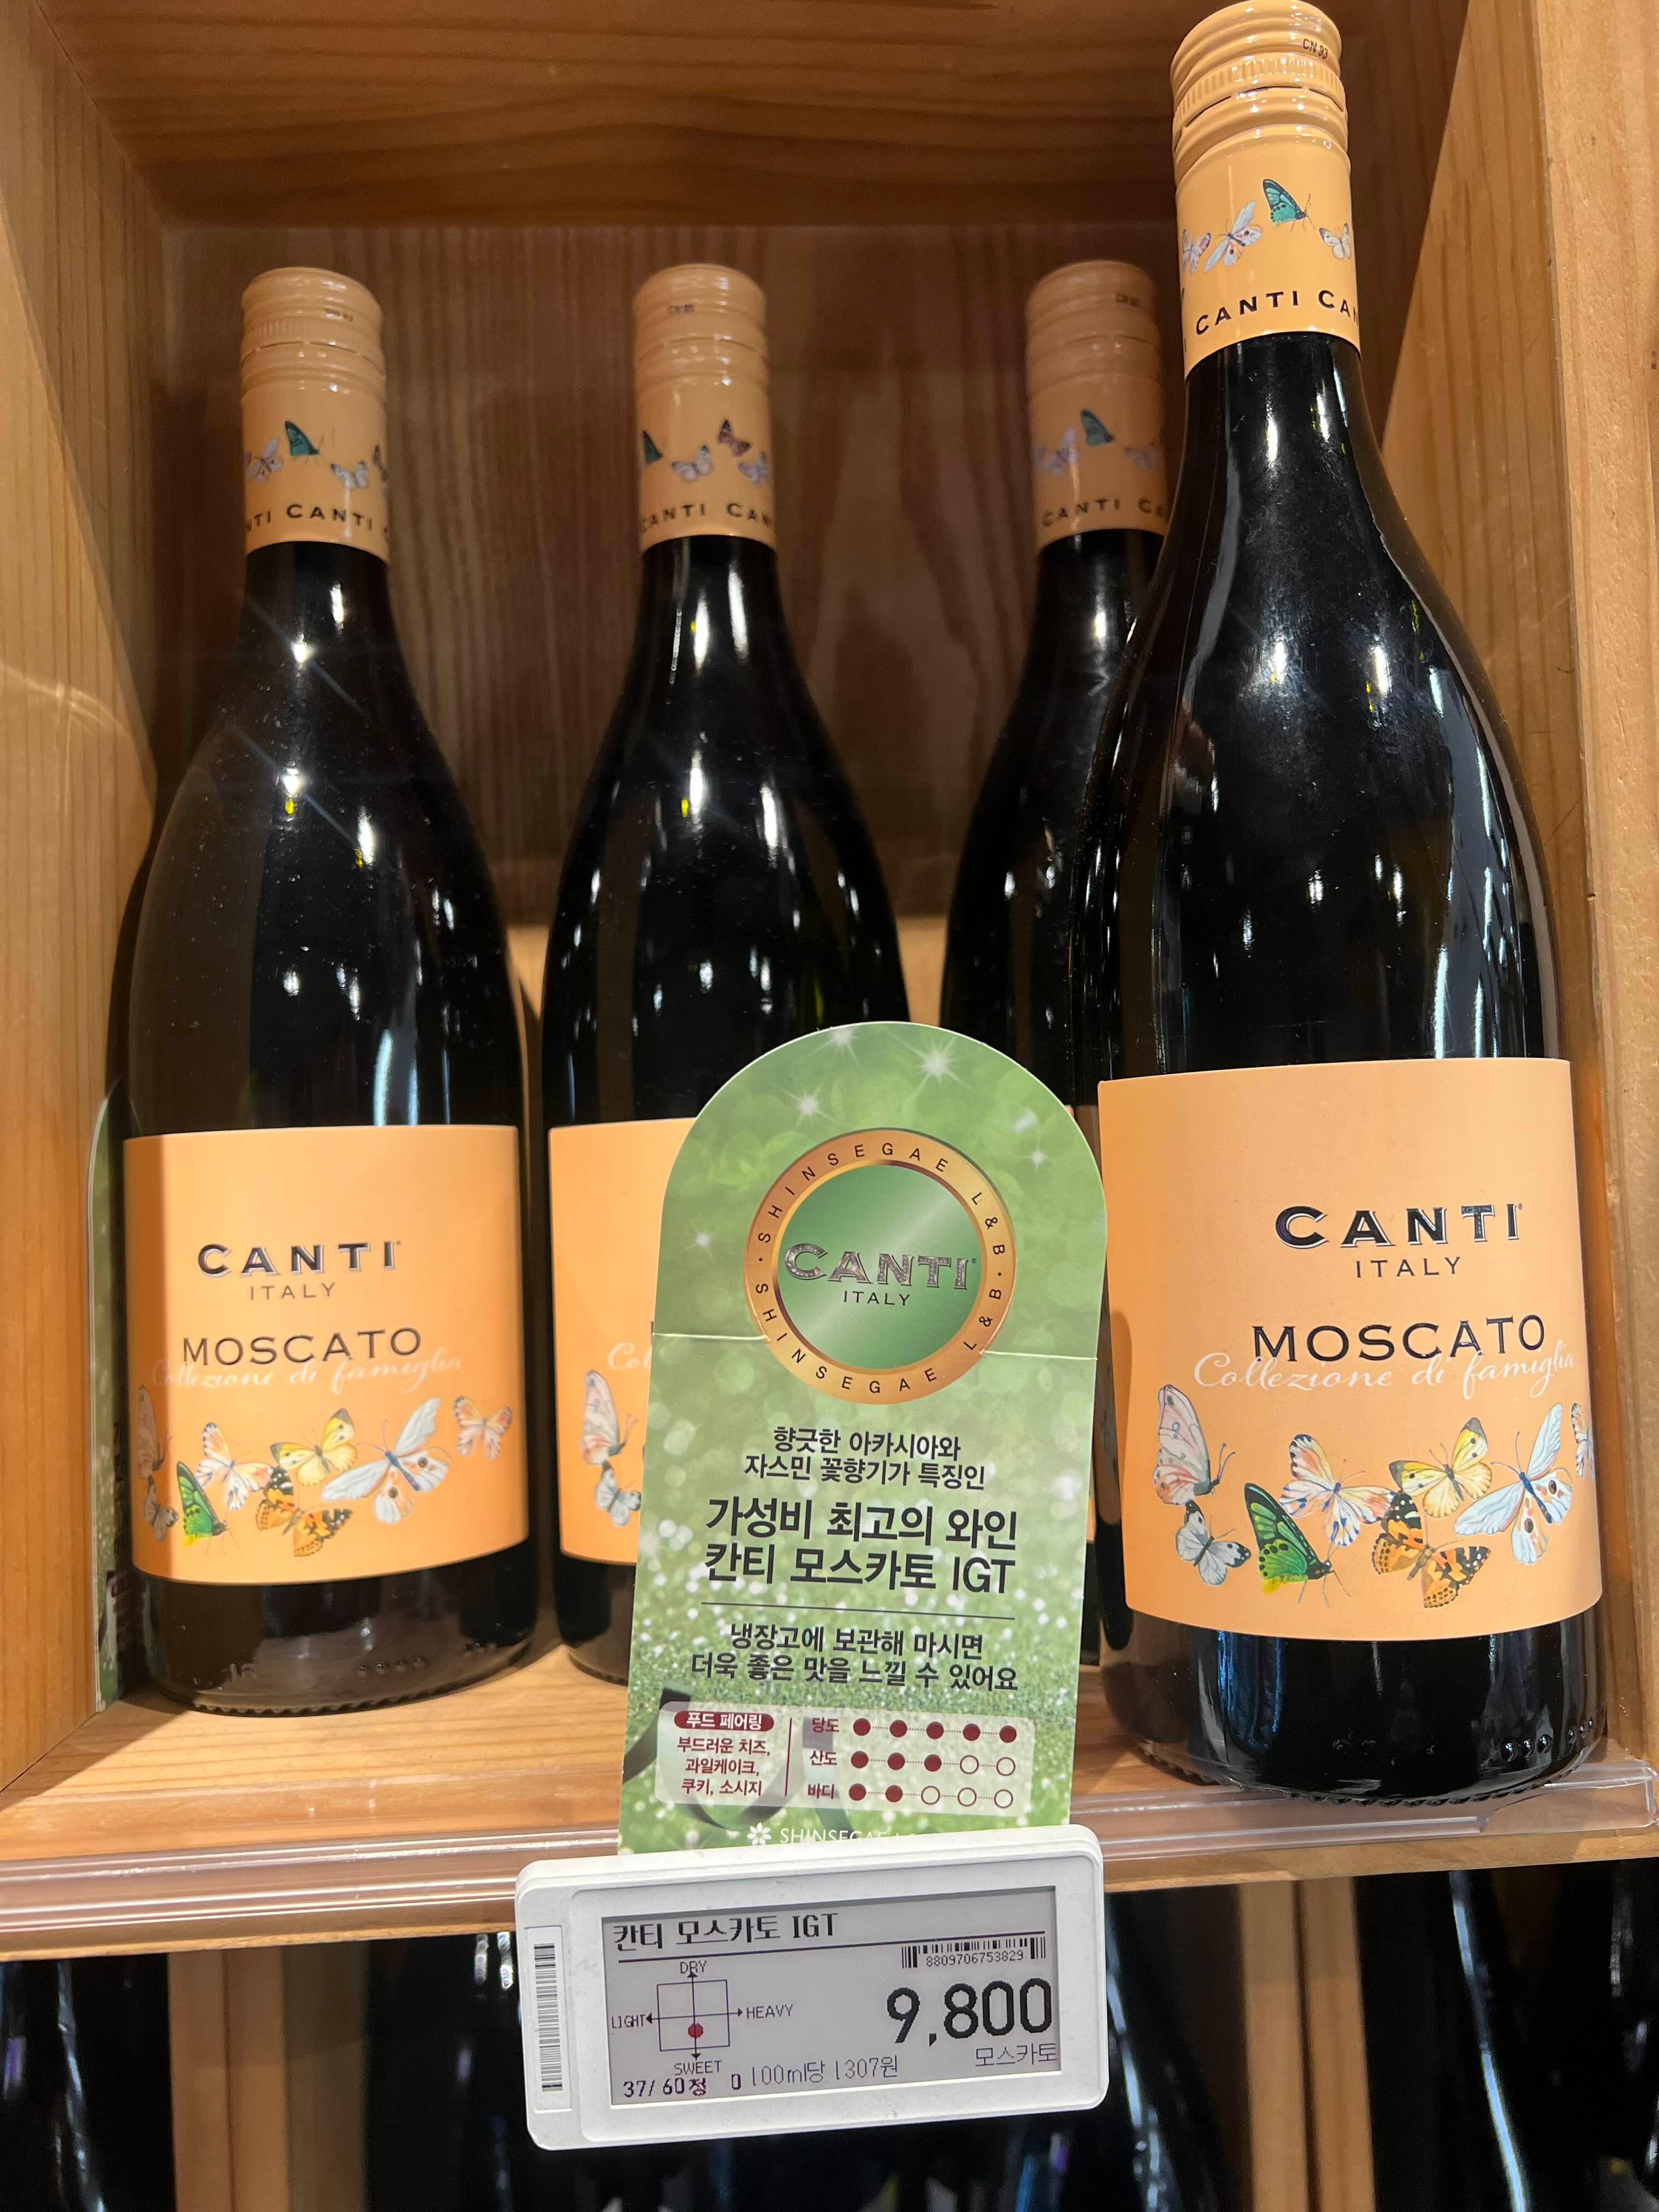 CN 93
CANTI
CANTI
CANTI
CANTI
CANTI
ITALY
MOSCATO
Collezione di famiglia
CANTI
ITALY
MOSCATO
Collezione di famiglia
SHINSEGAE L&B · SHINSEGAE L&B ·
CANTI
ITALY
향긋한 아카시아와
자스민 꽃향기가 특징인
가성비 최고의 와인
칸티 모스카토 IGT
냉장고에 보관해 마시면
더욱 좋은 맛을 느낄 수 있어요
푸드 페어링
부드러운 치즈,
과일케이크,
쿠키, 소시지
당도
산도
바디
칸티 모스카토 IGT
8809706753829
DRY
LIGHT
HEAVY
SWEET
9,800
모스카토
37/60정 0 100ml당 1307원